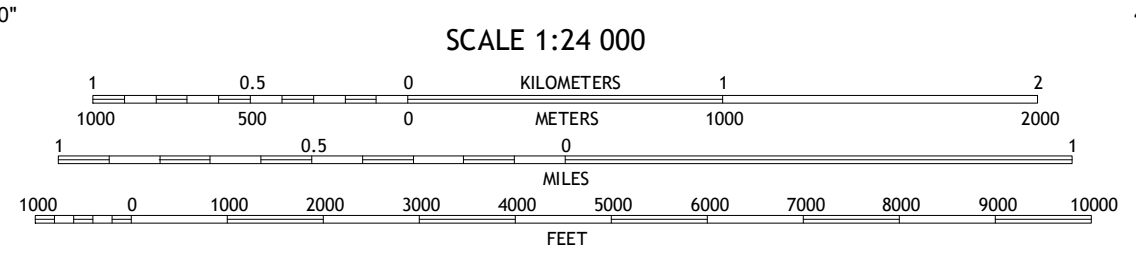 0"
SCALE 1:24 000
1 0.5 0 KILOMETERS 1 2
1000 500 0 METERS 1000 2000
1 0.5 0 1
MILES
1000 0 1000 2000 3000 4000 5000 6000 7000 8000 9000 10000
FEET